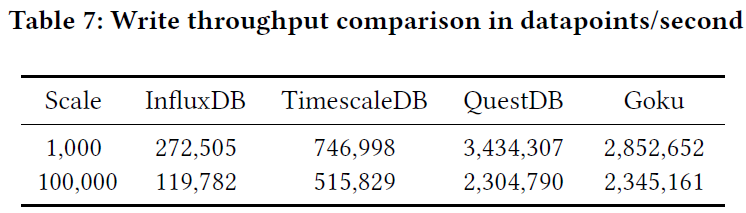 Table 7: Write throughput comparison in datapoints/second
Scale InfluxDB TimescaleDB QuestDB Goku
1,000 272,505 746,998 3,434,307 2,852,652
100,000 119,782 515,829 2,304,790 2,345,161